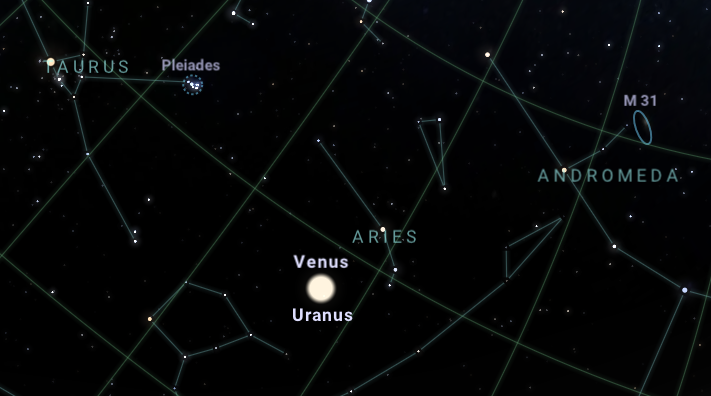 TAURUS
Pleiades
M 31
ANDROMEDA
ARIES
Venus
Uranus